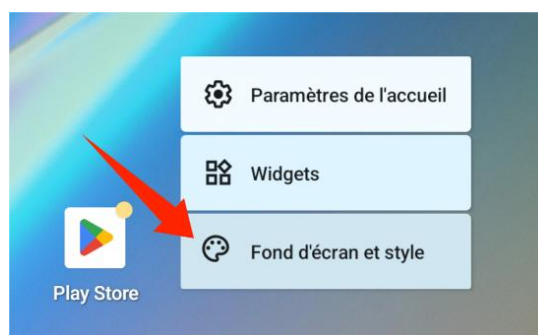 Paramètres de l'accueil
Widgets
Fond d'écran et style
Play Store